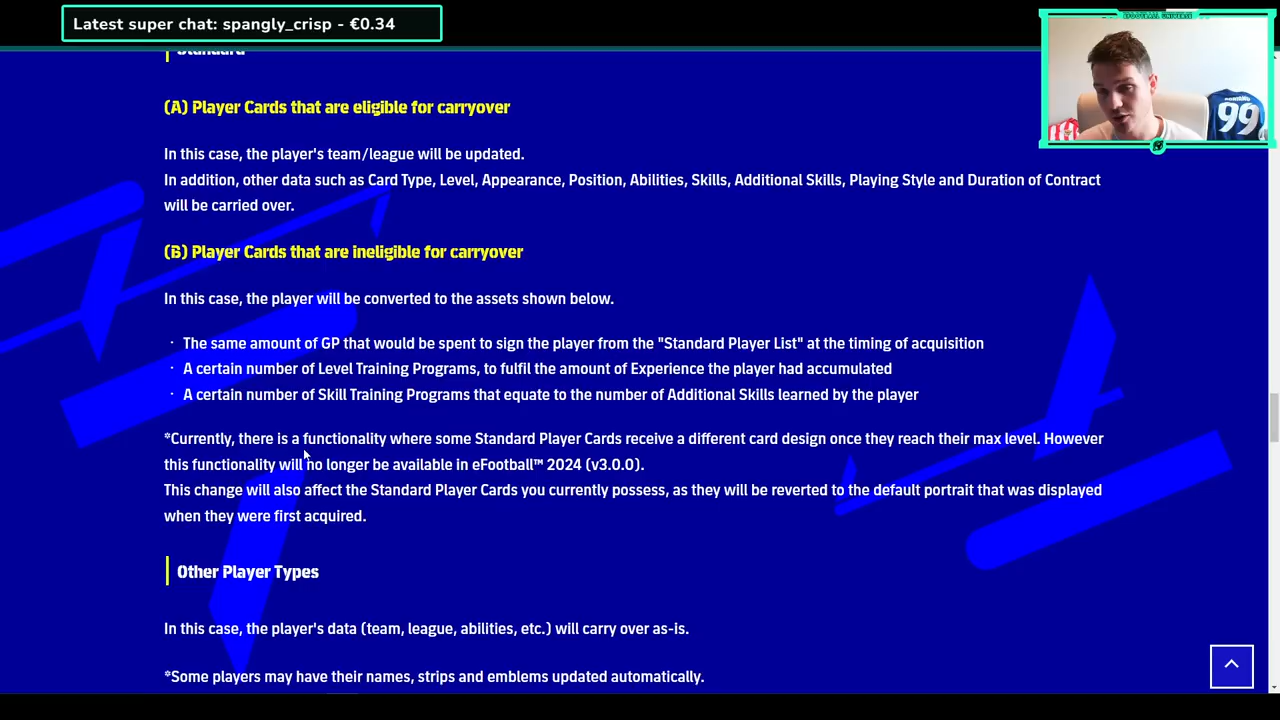 Latest super chat: spangly_crisp - €0.34
EFOOTBALL UNIVERSE
99
Standard
(A) Player Cards that are eligible for carryover
In this case, the player's team/league will be updated.
In addition, other data such as Card Type, Level, Appearance, Position, Abilities, Skills, Additional Skills, Playing Style and Duration of Contract
will be carried over.
(B) Player Cards that are ineligible for carryover
In this case, the player will be converted to the assets shown below.
・ The same amount of GP that would be spent to sign the player from the "Standard Player List" at the timing of acquisition
・ A certain number of Level Training Programs, to fulfil the amount of Experience the player had accumulated
・ A certain number of Skill Training Programs that equate to the number of Additional Skills learned by the player
*Currently, there is a functionality where some Standard Player Cards receive a different card design once they reach their max level. However
this functionality will no longer be available in eFootball™ 2024 (v3.0.0).
This change will also affect the Standard Player Cards you currently possess, as they will be reverted to the default portrait that was displayed
when they were first acquired.
Other Player Types
In this case, the player's data (team, league, abilities, etc.) will carry over as-is.
*Some players may have their names, strips and emblems updated automatically.